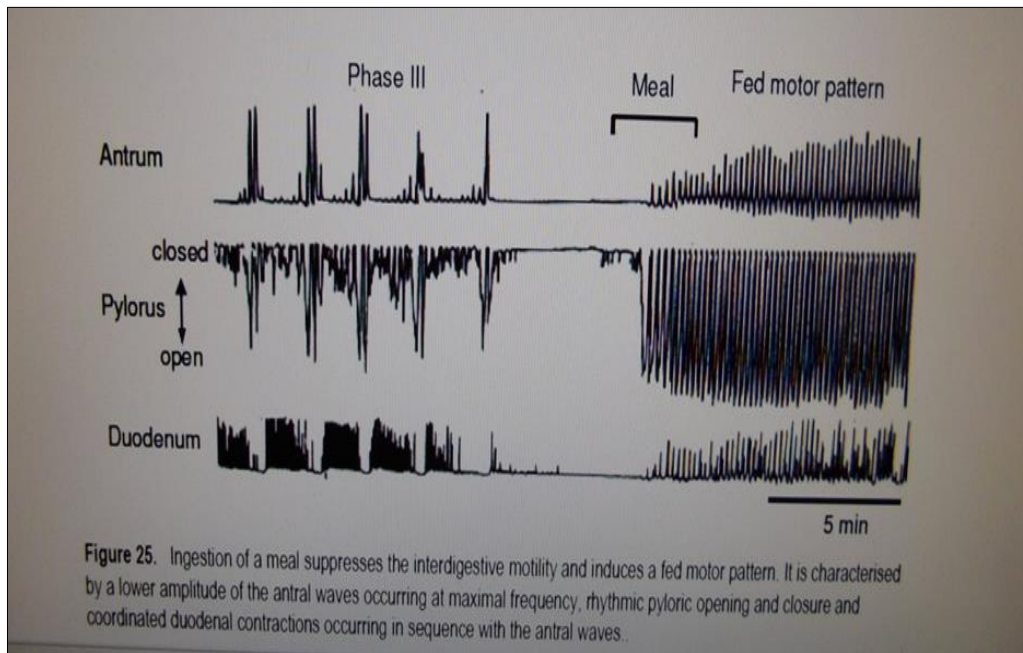 Phase III
Meal
Fed motor pattern
Antrum
closed
Pylorus
open
Duodenum
5 min
Figure 25. Ingestion of a meal suppresses the interdigestive motility and induces a fed motor pattern. It is characterised
by a lower amplitude of the antral waves occurring at maximal frequency, rhythmic pyloric opening and closure and
coordinated duodenal contractions occurring in sequence with the antral waves..